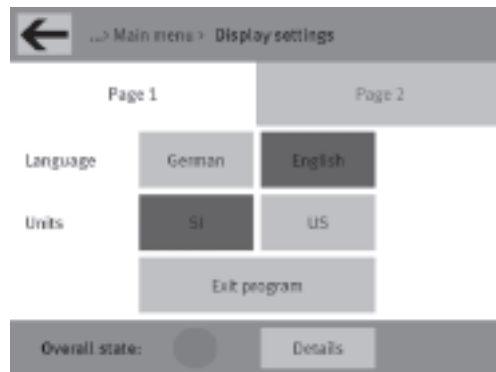 ...> Main menu > Display settings
Page 1 Page 2
Language German English
Units SI US
Exit program
Overall state: Details